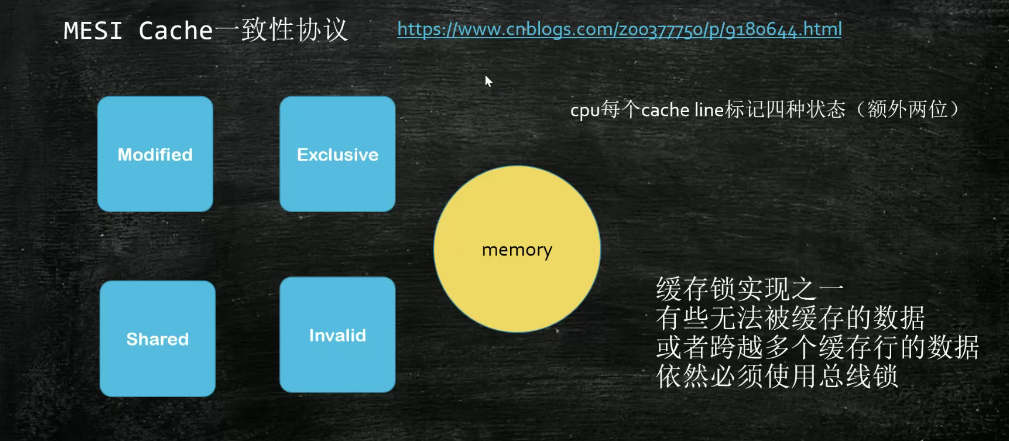 MESI Cache一致性协议
https://www.cnblogs.com/z00377750/p/9180644.html
cpu每个cache line标记四种状态（额外两位）
Modified
Exclusive
memory
Shared
Invalid
缓存锁实现之一
有些无法被缓存的数据
或者跨越多个缓存行的数据
依然必须使用总线锁